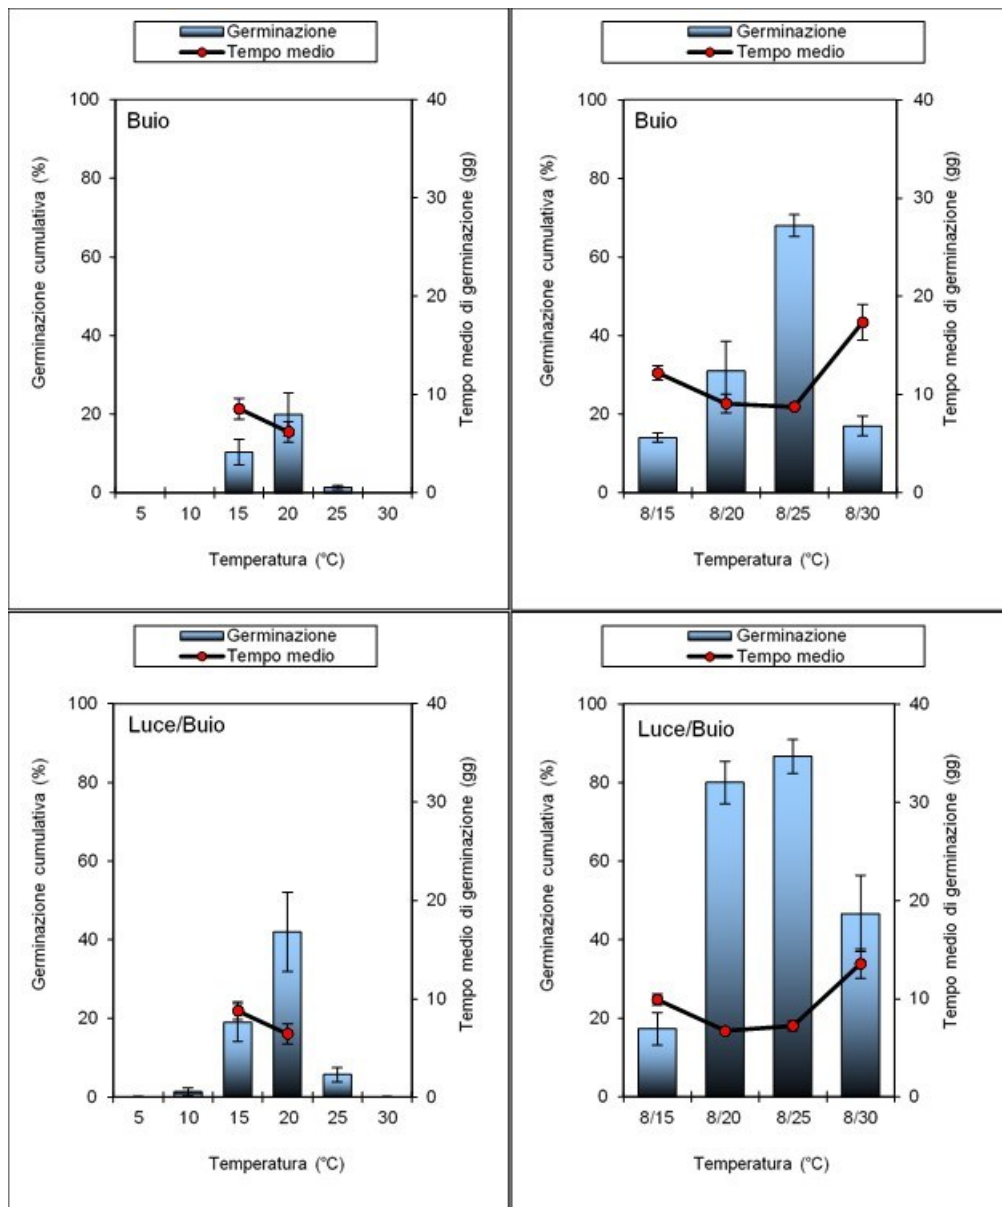 Germinazione
Tempo medio
Buio
Germinazione cumulativa (%)
100
80
60
40
20
0
40
30
20
10
0
Tempo medio di germinazione (gg)
5 10 15 20 25 30
Temperatura (°C)
Germinazione
Tempo medio
Buio
Germinazione cumulativa (%)
100
80
60
40
20
0
40
30
20
10
0
Tempo medio di germinazione (gg)
8/15 8/20 8/25 8/30
Temperatura (°C)
Germinazione
Tempo medio
Luce/Buio
Germinazione cumulativa (%)
100
80
60
40
20
0
40
30
20
10
0
Tempo medio di germinazione (gg)
5 10 15 20 25 30
Temperatura (°C)
Germinazione
Tempo medio
Luce/Buio
Germinazione cumulativa (%)
100
80
60
40
20
0
40
30
20
10
0
Tempo medio di germinazione (gg)
8/15 8/20 8/25 8/30
Temperatura (°C)